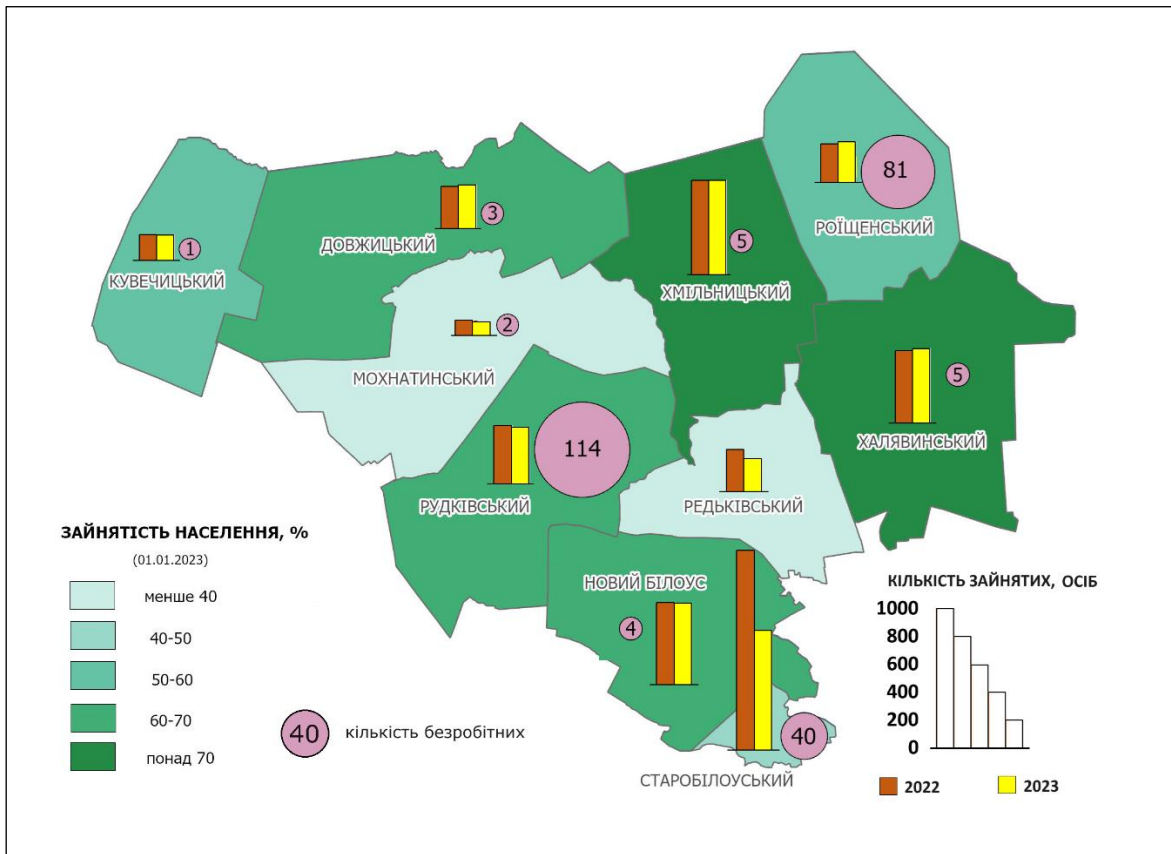 81
РОЇЩЕНСЬКИЙ
3
ДОВЖИЦЬКИЙ
1
КУВЕЧИЦЬКИЙ
5
ХМІЛЬНИЦЬКИЙ
2
МОХНАТИНСЬКИЙ
5
ХАЛЯВИНСЬКИЙ
114
РУДКІВСЬКИЙ
РЕДЬКІВСЬКИЙ
НОВИЙ БІЛОУС
4
40
СТАРОБІЛОУСЬКИЙ
ЗАЙНЯТІСТЬ НАСЕЛЕННЯ, %
(01.01.2023)
менше 40
40-50
50-60
60-70
понад 70
40 кількість безробітних
КІЛЬКІСТЬ ЗАЙНЯТИХ, ОСІБ
1000
800
600
400
200
0
2022 2023